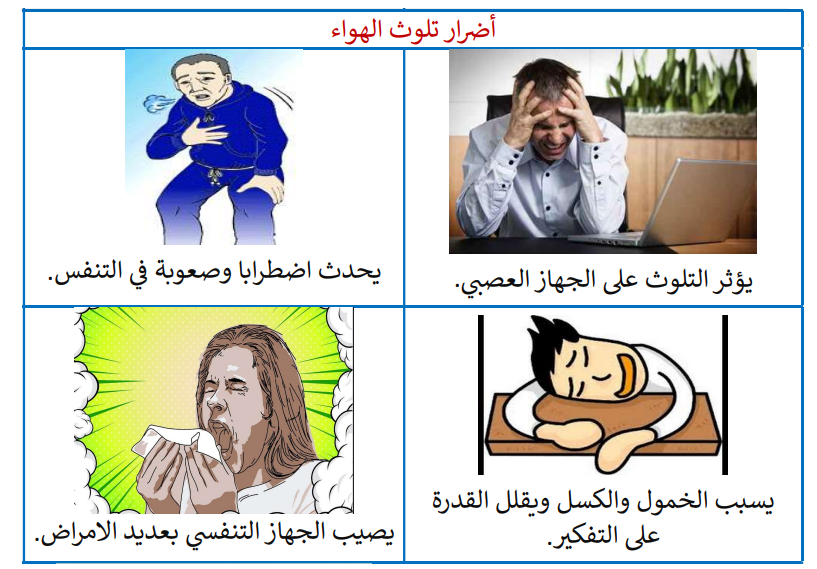 أضرار تلوث الهواء
يؤثر التلوث على الجهاز العصبي.
يحدث اضطرابا وصعوبة في التنفس.
يسبب الخمول والكسل ويقلل القدرة
على التفكير.
يصيب الجهاز التنفسي بعديد الامراض.